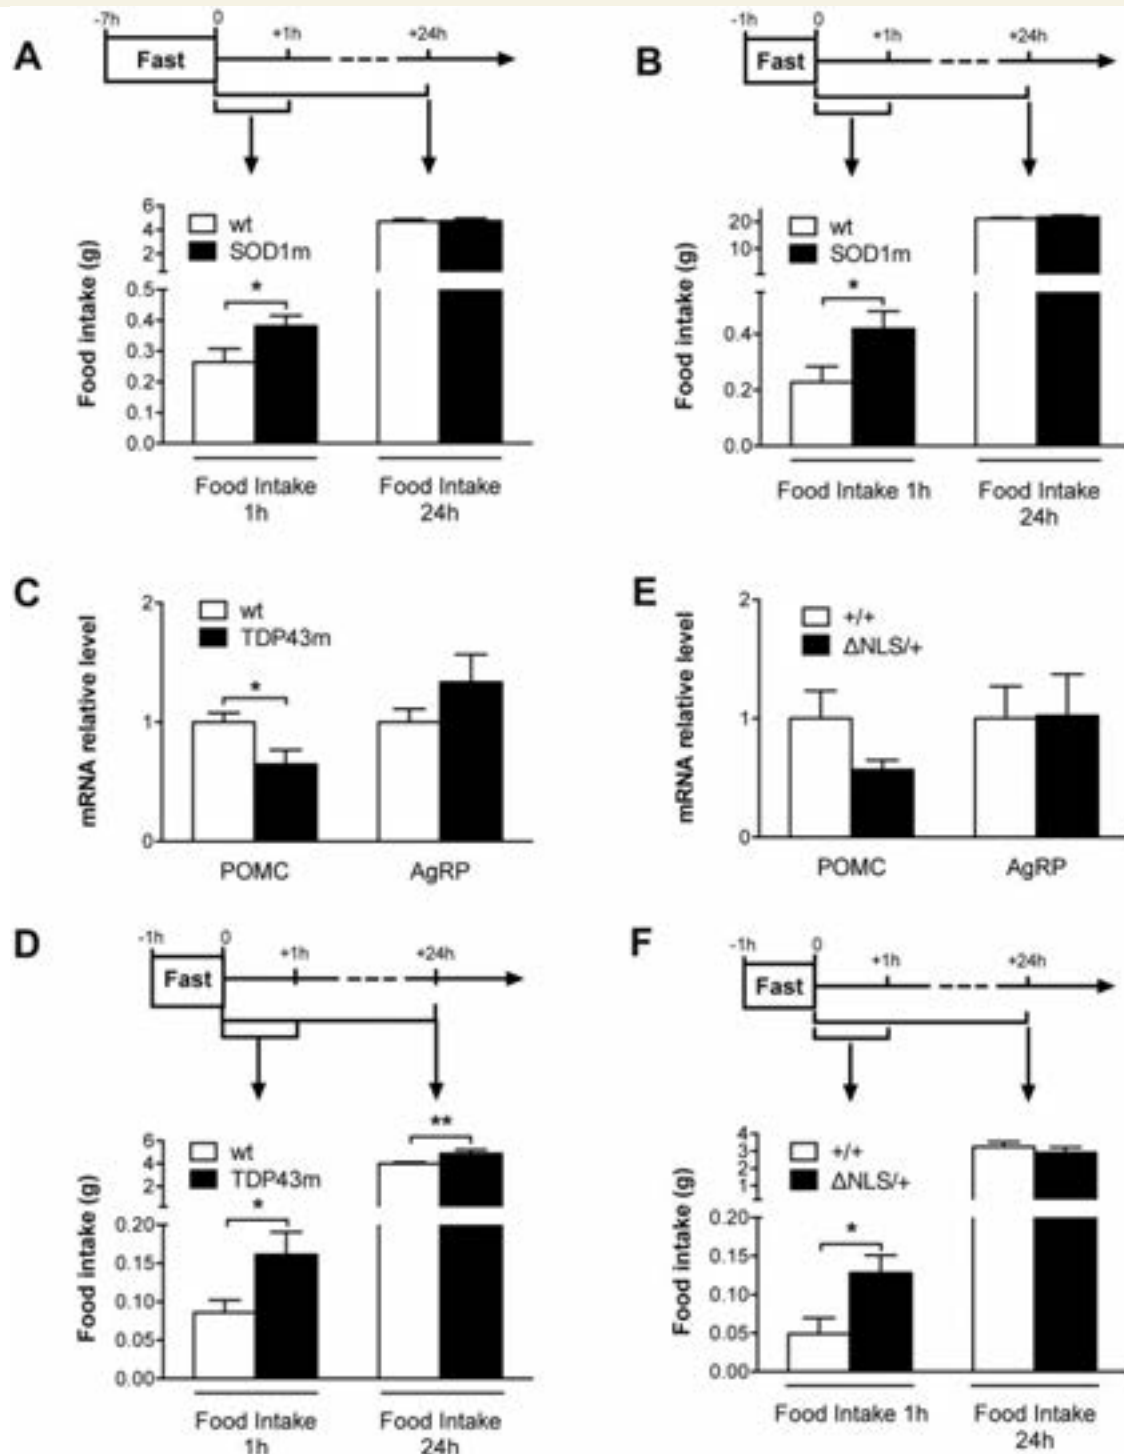 A
-7h
0
+1h
+24h
Fast
Food intake (g)
6
4
2
0.5
0.4
0.3
0.2
0.1
0.0
wt
SOD1m
*
Food Intake
1h
Food Intake
24h
B
-1h
0
+1h
+24h
Fast
Food intake (g)
20
10
0.4
0.2
0.0
wt
SOD1m
*
Food Intake 1h
Food Intake
24h
C
mRNA relative level
2
1
0
wt
TDP43m
*
POMC
AgRP
E
mRNA relative level
2
1
0
+/+
ΔNLS/+
POMC
AgRP
D
-1h
0
+1h
+24h
Fast
Food intake (g)
6
4
2
0.20
0.15
0.10
0.05
0.00
wt
TDP43m
*
**
Food Intake
1h
Food Intake
24h
F
-1h
0
+1h
+24h
Fast
Food intake (g)
4
3
2
1
0.20
0.15
0.10
0.05
0.00
+/+
ΔNLS/+
*
Food Intake 1h
Food Intake
24h